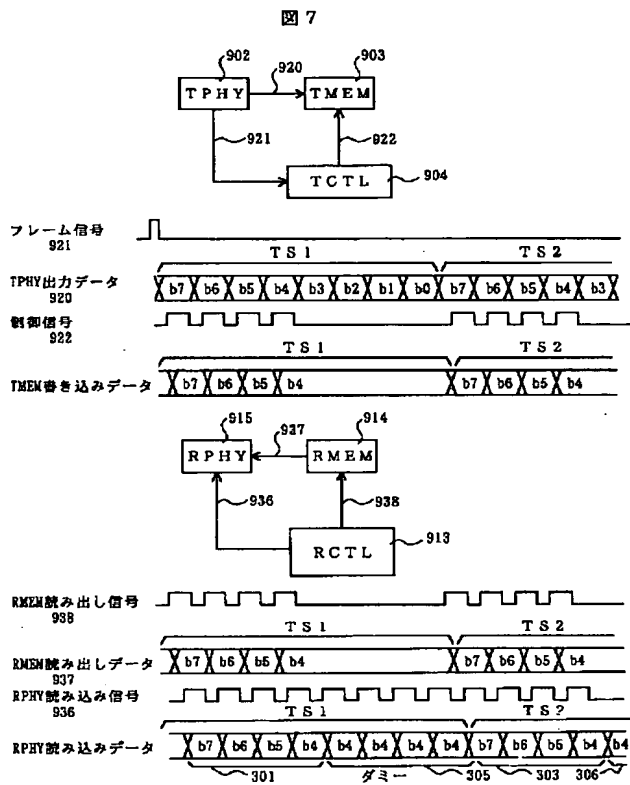 図 7
902
920
903
TPHY
TMEM
921
922
TCTL
904
フレーム信号
921
TS1 TS2
TPHY出力データ
920
b7 b6 b5 b4 b3 b2 b1 b0 b7 b6 b5 b4 b3
制御信号
922
TS1 TS2
TMEM書き込みデータ
b7 b6 b5 b4 b7 b6 b5 b4
915
937
914
RPHY
RMEM
936
938
RCTL
913
RMEM読み出し信号
938
TS1 TS2
RMEM読み出しデータ
937
b7 b6 b5 b4 b7 b6 b5 b4
RPHY読み込み信号
936
TS1 TS2
RPHY読み込みデータ
b7 b6 b5 b4 b4 b4 b4 b4 b7 b6 b5 b4 b4
301 ダミー 305 303 306